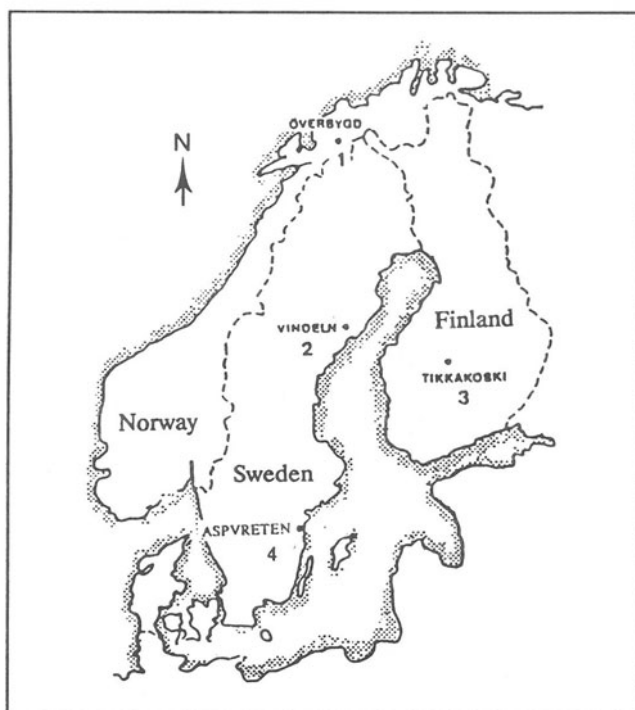 ÖVERBYGD
N
1
Finland
VINDELN
2
TIKKAKOSKI
3
Norway
Sweden
ASPVRETEN
4